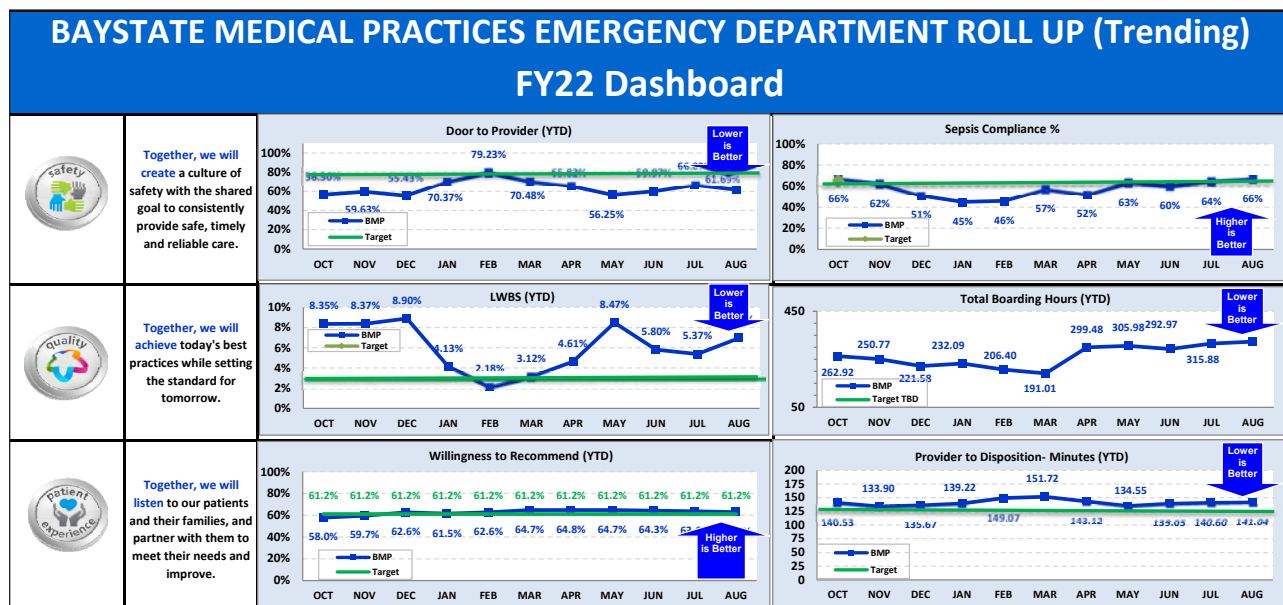 BAYSTATE MEDICAL PRACTICES EMERGENCY DEPARTMENT ROLL UP (Trending)
FY22 Dashboard
safety
Together, we will
create a culture of
safety with the shared
goal to consistently
provide safe, timely
and reliable care.
Door to Provider (YTD)
Lower
is
Better
100%
80%
60%
40%
20%
0%
56.50%
59.63%
55.43%
70.37%
79.23%
70.48%
65.83%
56.25%
61.69%
BMP
Target
OCT NOV DEC JAN FEB MAR APR MAY JUN JUL AUG
Sepsis Compliance %
100%
80%
60%
40%
20%
0%
66% 62% 51% 45% 46% 57% 52% 63% 60% 64% 66%
BMP
Target
Higher
is
Better
OCT NOV DEC JAN FEB MAR APR MAY JUN JUL AUG
quality
Together, we will
achieve today's best
practices while setting
the standard for
tomorrow.
LWBS (YTD)
Lower
is
Better
10%
8%
6%
4%
2%
0%
8.35% 8.37% 8.90% 4.13% 2.18% 3.12% 4.61% 8.47% 5.80% 5.37%
BMP
Target
OCT NOV DEC JAN FEB MAR APR MAY JUN JUL AUG
Total Boarding Hours (YTD)
Lower
is
Better
450
50
262.92 250.77 221.58 232.09 206.40 191.01 299.48 305.98 292.97 315.88
BMP
Target TBD
OCT NOV DEC JAN FEB MAR APR MAY JUN JUL AUG
patient
experience
Together, we will
listen to our patients
and their families, and
partner with them to
meet their needs and
improve.
Willingness to Recommend (YTD)
100%
80%
60%
40%
20%
0%
61.2% 61.2% 61.2% 61.2% 61.2% 61.2% 61.2% 61.2% 61.2% 61.2% 61.2%
58.0% 59.7% 62.6% 61.5% 62.6% 64.7% 64.8% 64.7% 64.3%
BMP
Target
Higher
is Better
OCT NOV DEC JAN FEB MAR APR MAY JUN JUL AUG
Provider to Disposition- Minutes (YTD)
Lower
is
Better
200
175
150
125
100
75
50
25
0
140.53 133.90 135.67 139.22 149.07 151.72 143.12 134.55 139.05 140.60 141.04
BMP
Target
OCT NOV DEC JAN FEB MAR APR MAY JUN JUL AUG